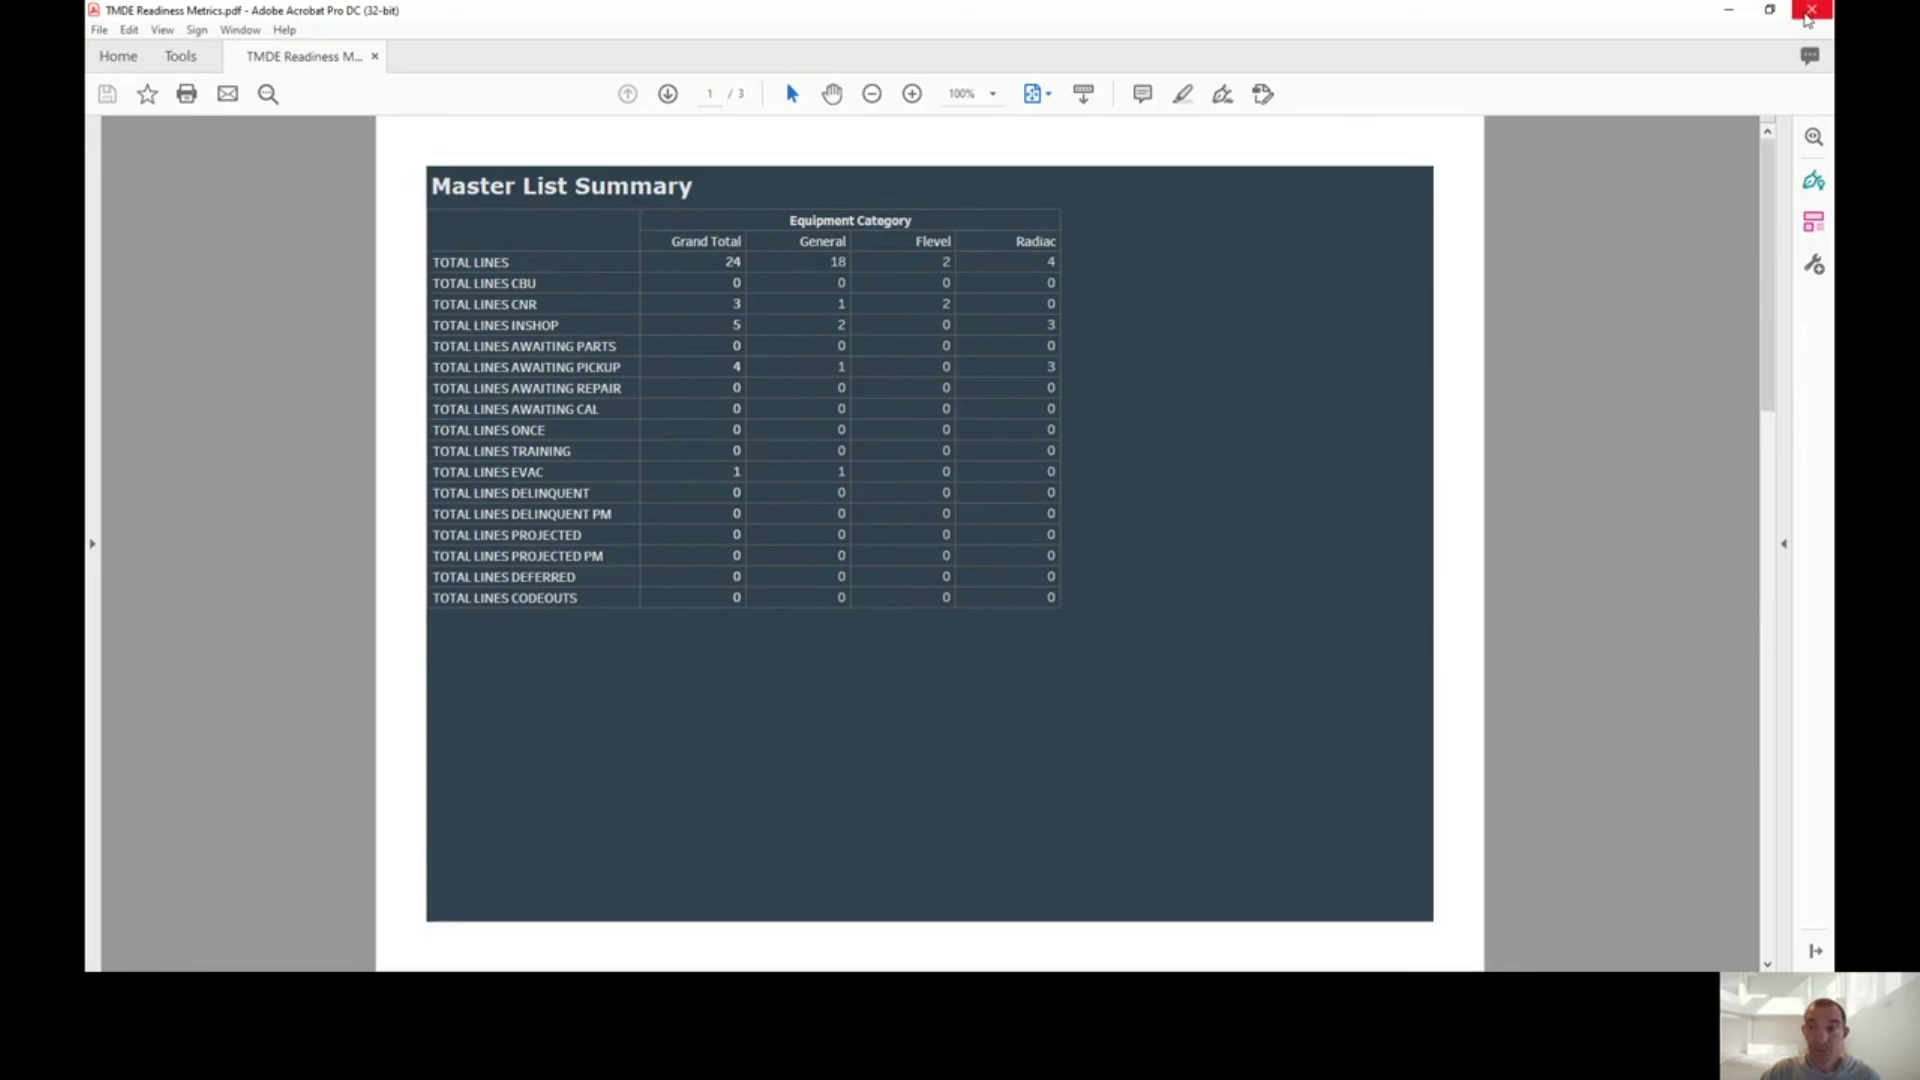 TMDE Readiness Metrics.pdf - Adobe Acrobat Pro DC (32-bit)
File Edit View Sign Window Help
Home Tools TMDE Readiness M...
1 / 3 100%
Master List Summary
Equipment Category
Grand Total General Flevel Radiac
TOTAL LINES 24 18 2 4
TOTAL LINES CBU 0 0 0 0
TOTAL LINES CNR 3 1 2 0
TOTAL LINES INSHOP 5 2 0 3
TOTAL LINES AWAITING PARTS 0 0 0 0
TOTAL LINES AWAITING PICKUP 4 1 0 3
TOTAL LINES AWAITING REPAIR 0 0 0 0
TOTAL LINES AWAITING CAL 0 0 0 0
TOTAL LINES ONCE 0 0 0 0
TOTAL LINES TRAINING 0 0 0 0
TOTAL LINES EVAC 1 1 0 0
TOTAL LINES DELINQUENT 0 0 0 0
TOTAL LINES DELINQUENT PM 0 0 0 0
TOTAL LINES PROJECTED 0 0 0 0
TOTAL LINES PROJECTED PM 0 0 0 0
TOTAL LINES DEFERRED 0 0 0 0
TOTAL LINES CODEOUTS 0 0 0 0